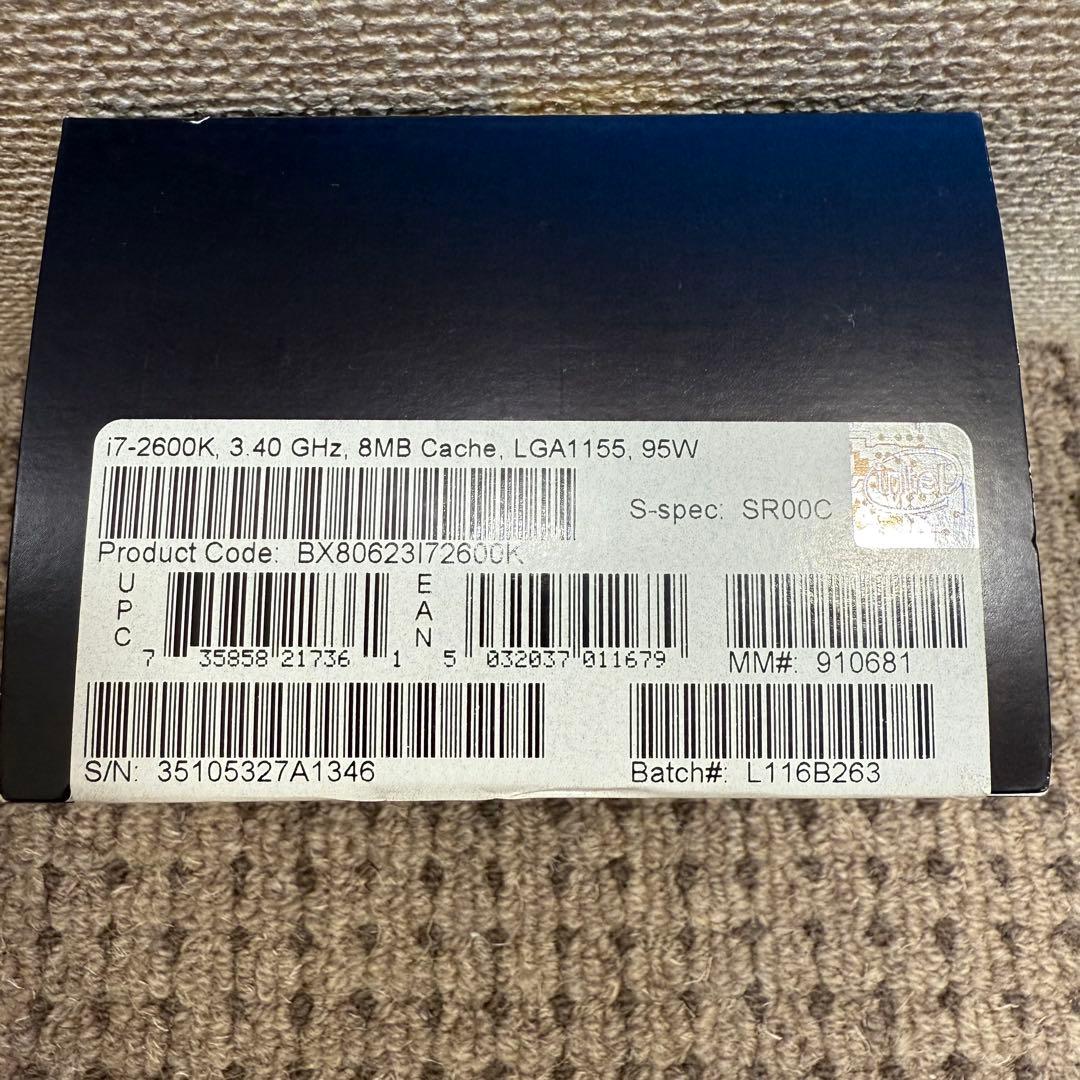 i7-2600K, 3.40 GHz, 8MB Cache, LGA1155, 95W
intel
S-spec: SR00C
Product Code: BX80623I72600K
UPC
7 35858 21736 1
EAN
5 032037 011679
MM#: 910681
S/N: 35105327A1346
Batch#: L116B263